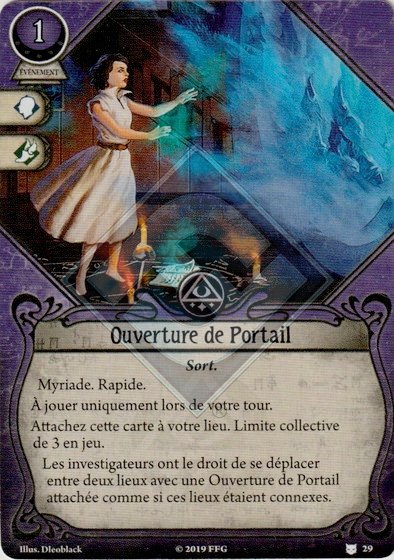 1
ÉVÉNEMENT
Ouverture de Portail
Sort.
Myriade. Rapide.
À jouer uniquement lors de votre tour.
Attachez cette carte à votre lieu. Limite collective
de 3 en jeu.
Les investigateurs ont le droit de se déplacer
entre deux lieux avec une Ouverture de Portail
attachée comme si ces lieux étaient connexes.
Illus. Dleoblack © 2019 FFG 29